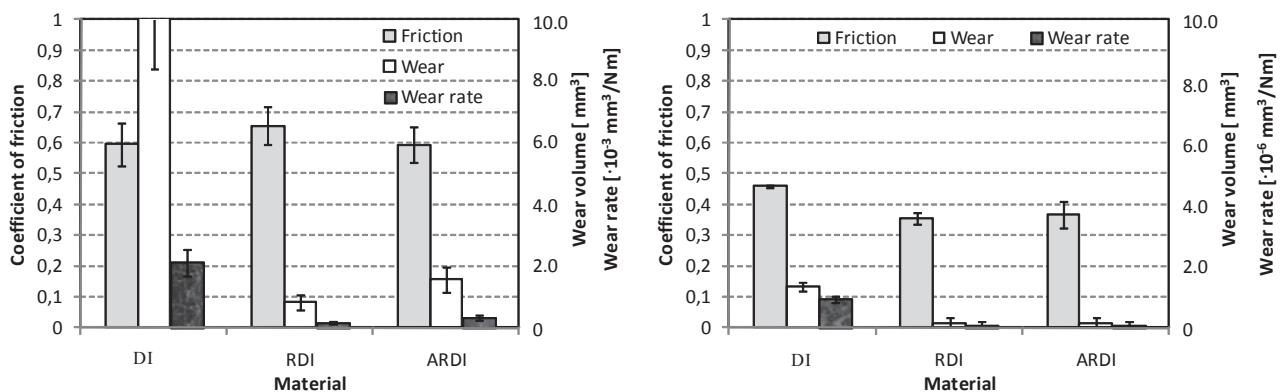 1
0,9
0,8
0,7
0,6
0,5
0,4
0,3
0,2
0,1
0
Coefficient of friction
Friction
Wear
Wear rate
10.0
8.0
6.0
4.0
2.0
0
Wear volume [ mm³]
Wear rate [·10⁻³ mm³/Nm]
DI RDI ARDI
Material
1
0,9
0,8
0,7
0,6
0,5
0,4
0,3
0,2
0,1
0
Coefficient of friction
Friction Wear Wear rate
10.0
8.0
6.0
4.0
2.0
0
Wear volume [ mm³]
Wear rate [·10⁻⁶ mm³/Nm]
DI RDI ARDI
Material